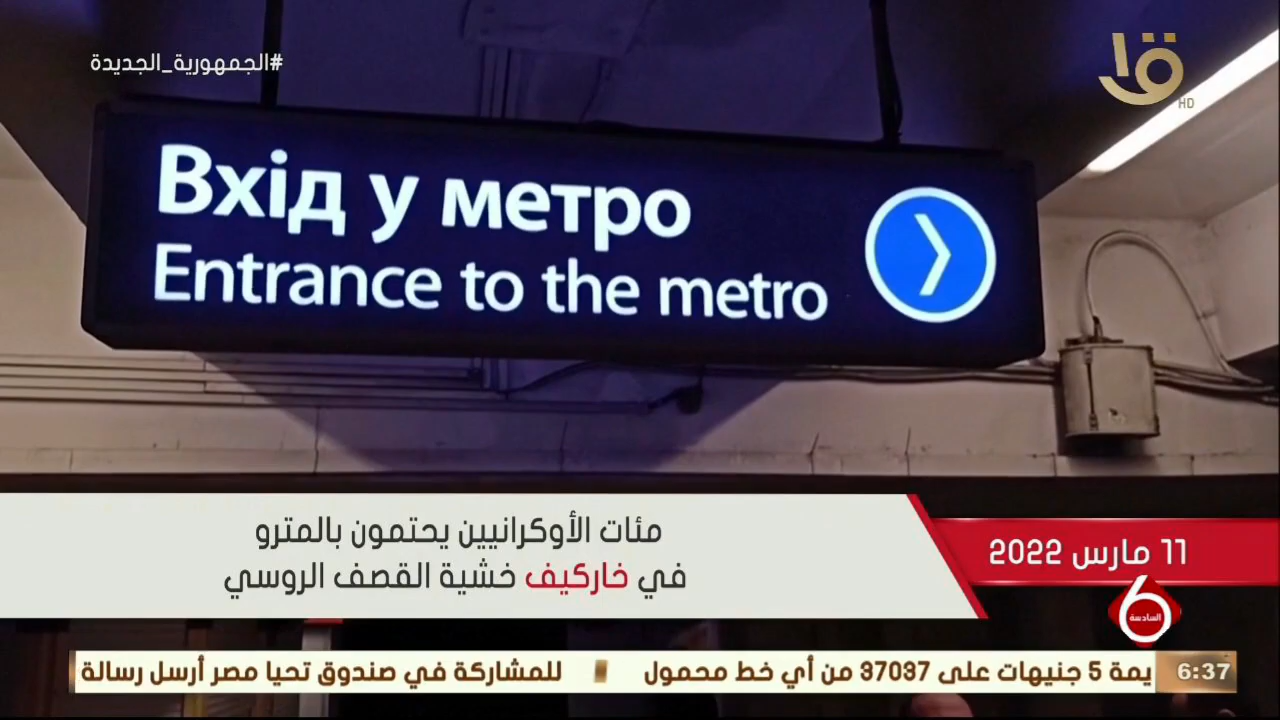 #الجمهورية_الجديدة
HD
Вхід у метро
Entrance to the metro
مئات الأوكرانيين يحتمون بالمترو
في خاركيف خشية القصف الروسي
11 مارس 2022
6
السادسة
يمة 5 جنيهات على 37037 من أي خط محمول
للمشاركة في صندوق تحيا مصر أرسل رسالة
6:37